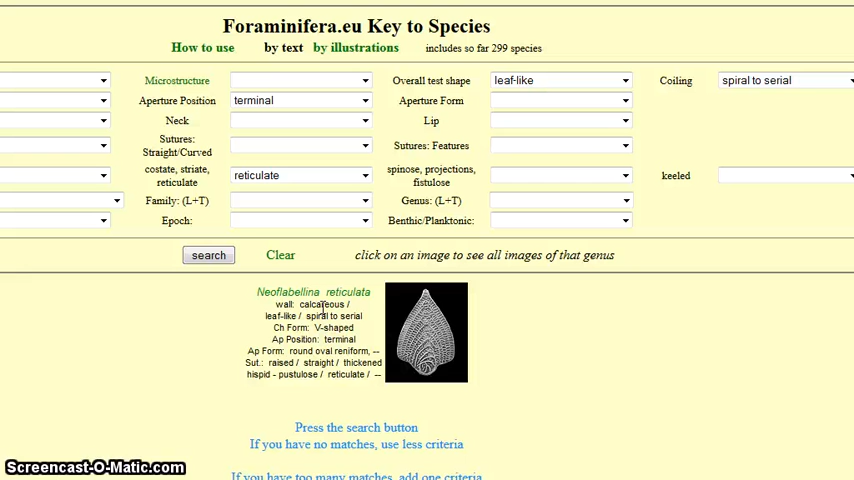 Foraminifera.eu Key to Species
How to use by text by illustrations includes so far 299 species
Microstructure Overall test shape leaf-like Coiling spiral to serial
Aperture Position terminal Aperture Form
Neck Lip
Sutures: Straight/Curved Sutures: Features
costate, striate, reticulate reticulate spinose, projections, fistulose keeled
Family: (L+T) Genus: (L+T)
Epoch: Benthic/Planktonic:
search Clear click on an image to see all images of that genus
Neoflabellina reticulata
wall: calcareous /
leaf-like / spiral to serial
Ch Form: V-shaped
Ap Position: terminal
Ap Form: round oval reniform, --
Sut.: raised / straight / thickened
hispid - pustulose / reticulate / --
Press the search button
If you have no matches, use less criteria
If you have too many matches, add one criteria
Screencast-O-Matic.com